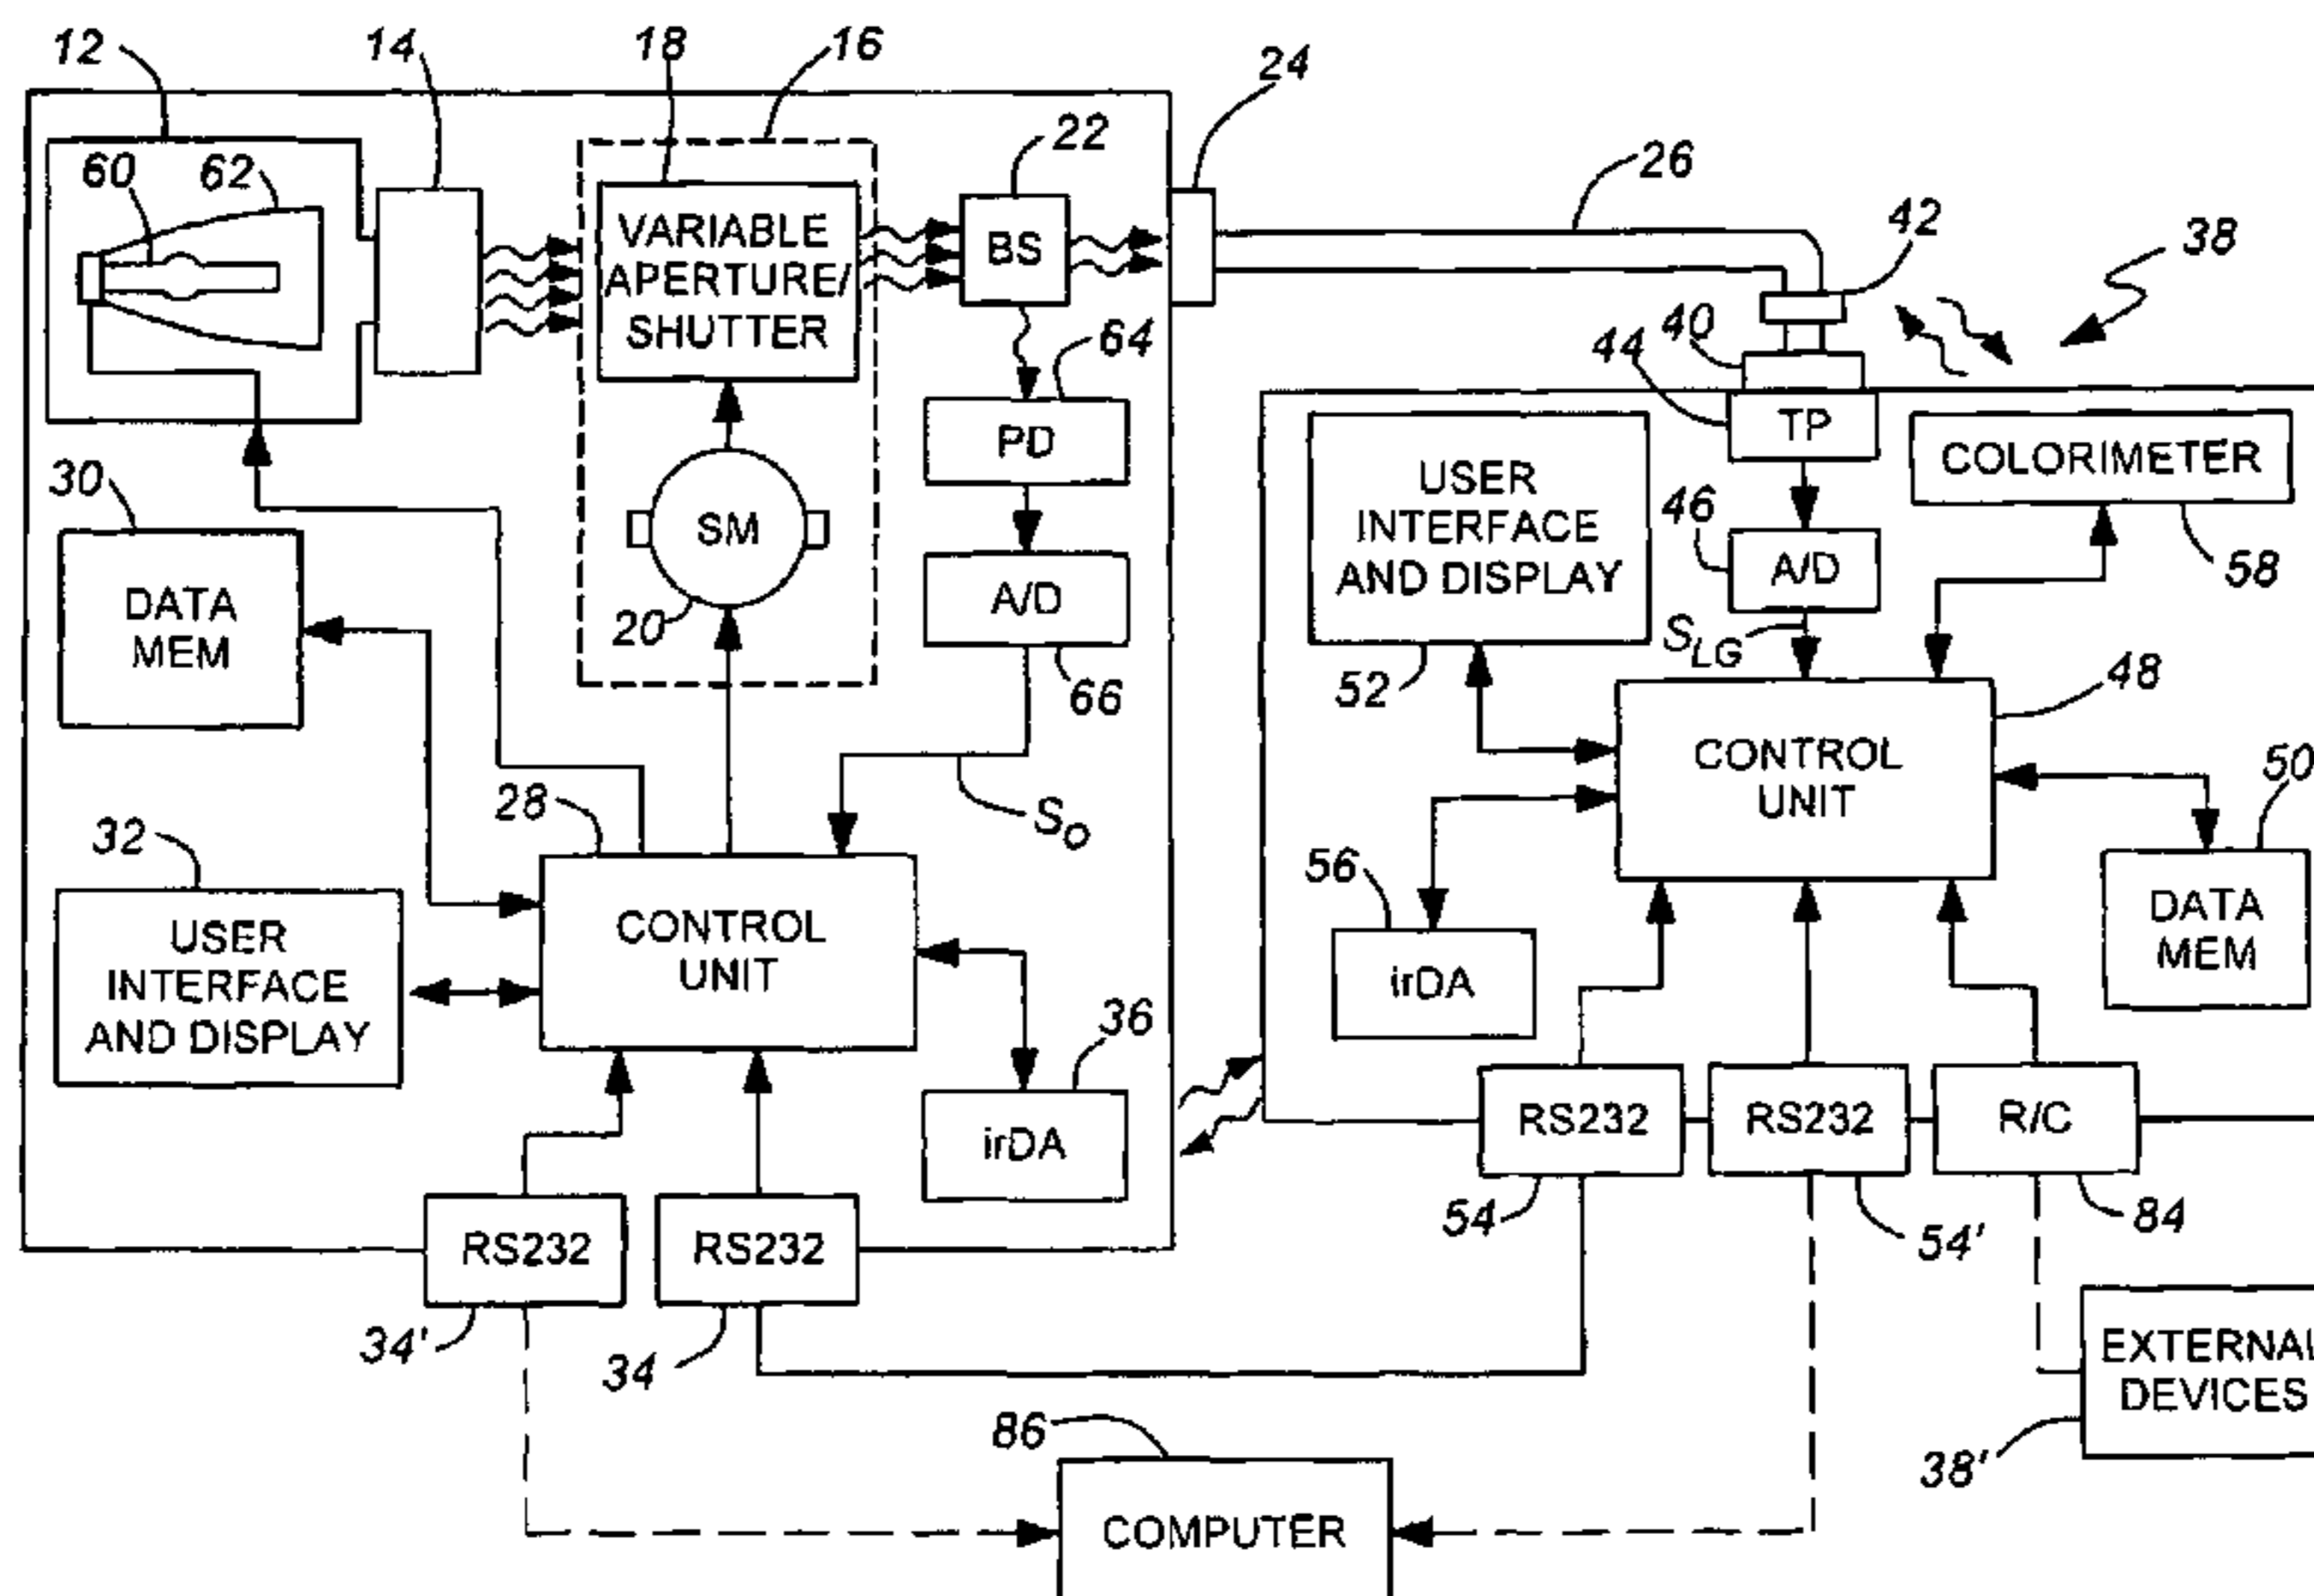 12
14
18
16
24
22
26
42
38
60
62
VARIABLE
APERTURE/
SHUTTER
BS
64
40
44
TP
PD
COLORIMETER
30
SM
USER
INTERFACE
AND DISPLAY
46
A/D
58
DATA
MEM
20
A/D
66
S_LG
52
48
28
S_O
CONTROL
UNIT
50
32
56
DATA
MEM
USER
INTERFACE
AND DISPLAY
CONTROL
UNIT
irDA
36
irDA
RS232
RS232
R/C
54
54'
84
RS232
RS232
34'
34
EXTERNAL
DEVICES
38'
86
COMPUTER